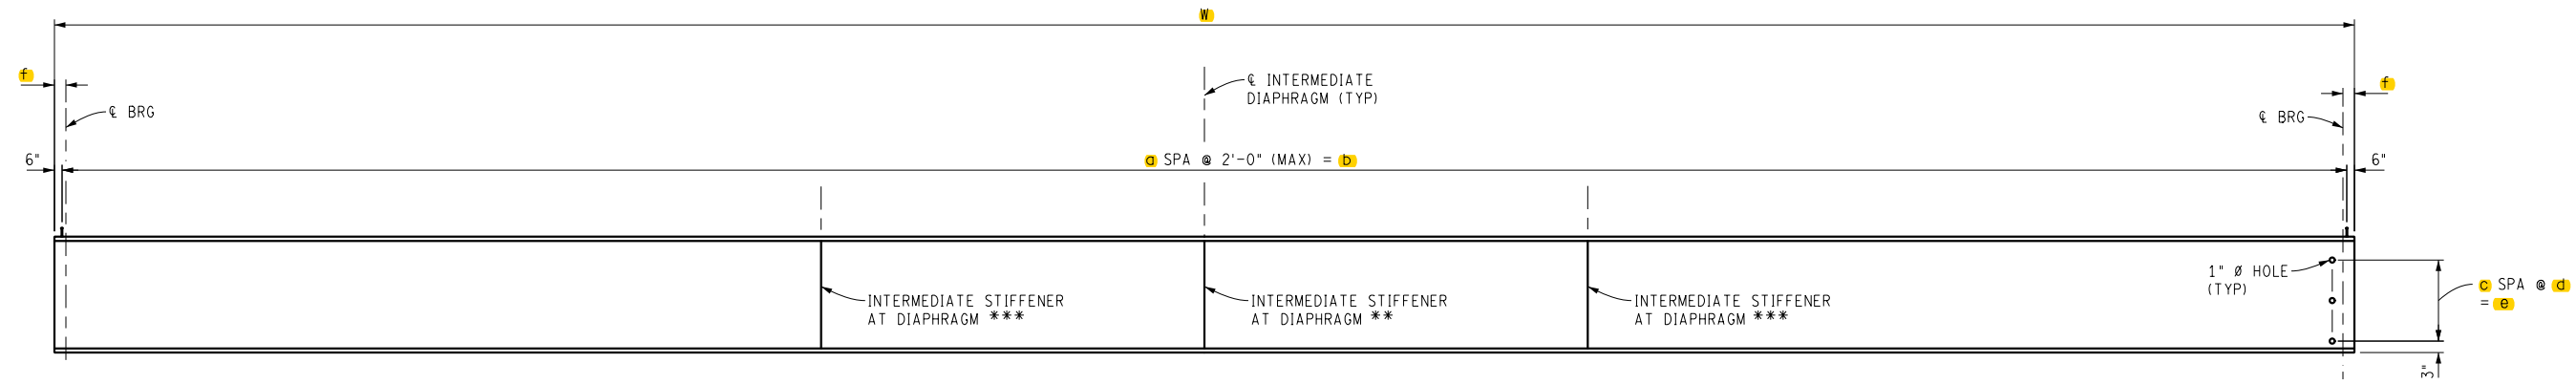 W
f
℄ INTERMEDIATE
DIAPHRAGM (TYP)
f
℄ BRG
℄ BRG
6"
a SPA @ 2'-0" (MAX) = b
6"
1" Ø HOLE
(TYP)
c SPA @ d
= e
INTERMEDIATE STIFFENER
AT DIAPHRAGM ***
INTERMEDIATE STIFFENER
AT DIAPHRAGM **
INTERMEDIATE STIFFENER
AT DIAPHRAGM ***
3"